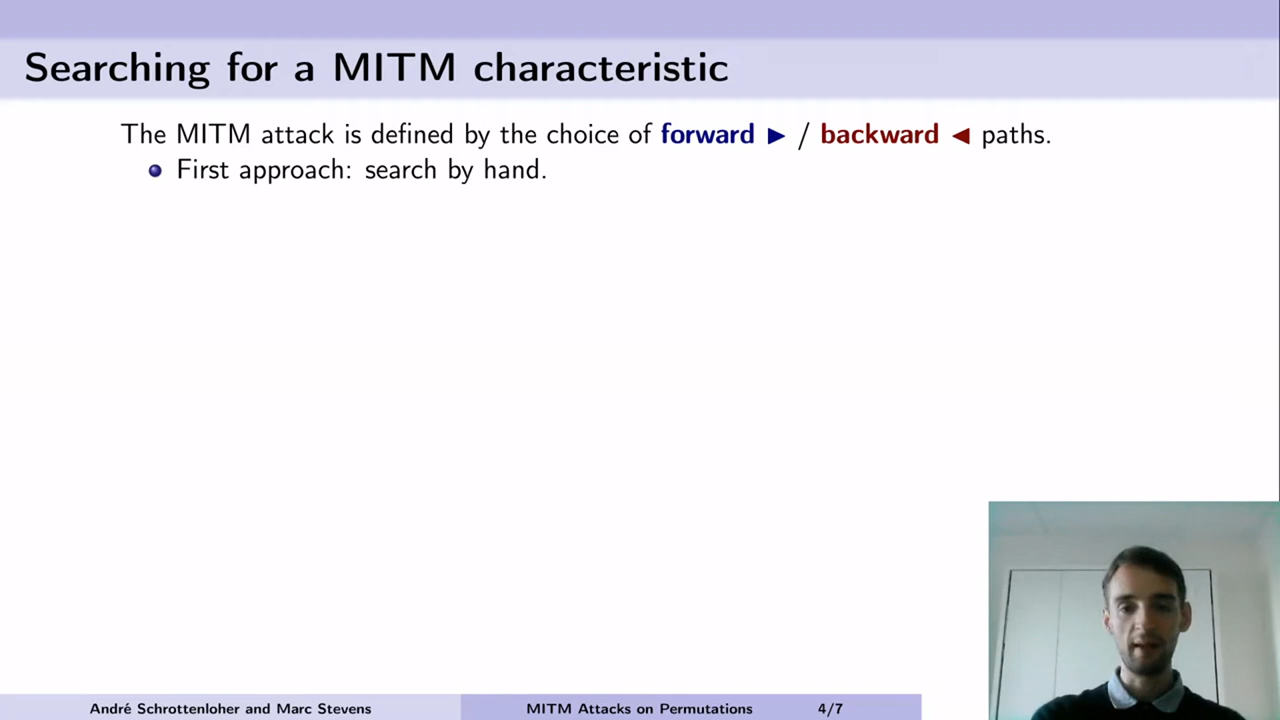 Searching for a MITM characteristic
The MITM attack is defined by the choice of forward ▶ / backward ◀ paths.
First approach: search by hand.
André Schrottenloher and Marc Stevens
MITM Attacks on Permutations
4/7